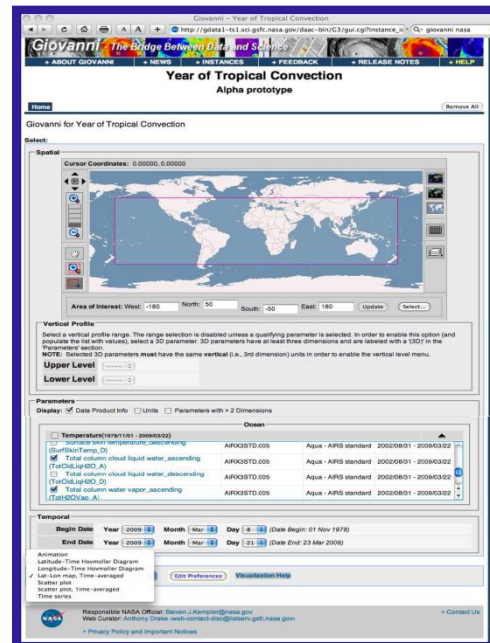 Giovanni - Year of Tropical Convection
http://gdata1-ts1.sci.gsfc.nasa.gov/daac-bin/G3/gui.cgi?instance_i
giovanni nasa
Giovanni - The Bridge Between Data and Science
+ ABOUT GIOVANNI + NEWS + INSTANCES + FEEDBACK + RELEASE NOTES + HELP
Year of Tropical Convection
Alpha prototype
Home Remove All
Giovanni for Year of Tropical Convection
Select:
Spatial
Cursor Coordinates: 0.00000, 0.00000
Area of Interest: West: -180 North: 50 South: -50 East: 180 Update Select...
Vertical Profile
Select a vertical profile range. The range selection is disabled unless a qualifying parameter is selected. In order to enable this option (and
populate the list with values), select a 3D parameter. 3D parameters have at least three dimensions and are labeled with a '(3D)' in the
'Parameters' section.
NOTE: Selected 3D parameters must have the same vertical (i.e., 3rd dimension) units in order to enable the vertical level menu.
Upper Level
Lower Level
Parameters
Display: Data Product Info Units Parameters with > 2 Dimensions
Ocean
Temperature(1979/11/01 - 2009/03/22)
Surface skin temperature_descending AIRX3STD.005 Aqua - AIRS standard 2002/08/31 - 2009/03/22
(SurfSkinTemp_D)
Total column cloud liquid water_ascending AIRX3STD.005 Aqua - AIRS standard 2002/08/31 - 2009/03/22
(TotCldLiqH2O_A)
Total column cloud liquid water_descending AIRX3STD.005 Aqua - AIRS standard 2002/08/31 - 2009/03/22
(TotCldLiqH2O_D)
Total column water vapor_ascending AIRX3STD.005 Aqua - AIRS standard 2002/08/31 - 2009/03/22
(TotH2OVap_A)
Temporal
Begin Date Year 2009 Month Mar Day 8 (Date Begin: 01 Nov 1978)
End Date Year 2009 Month Mar Day 21 (Date End: 23 Mar 2009)
Animation
Latitude-Time Hovmoller Diagram
Longitude-Time Hovmoller Diagram
✓ Lat-Lon map, Time-averaged Edit Preferences Visualization Help
Scatter plot
Scatter plot, Time-averaged
Time series
NASA
Responsible NASA Official: Steven.J.Kempler@nasa.gov + Contact Us
Web Curator: Anthony Drake <web-contact-disc@listserv.gsfc.nasa.gov>
+ Privacy Policy and Important Notices